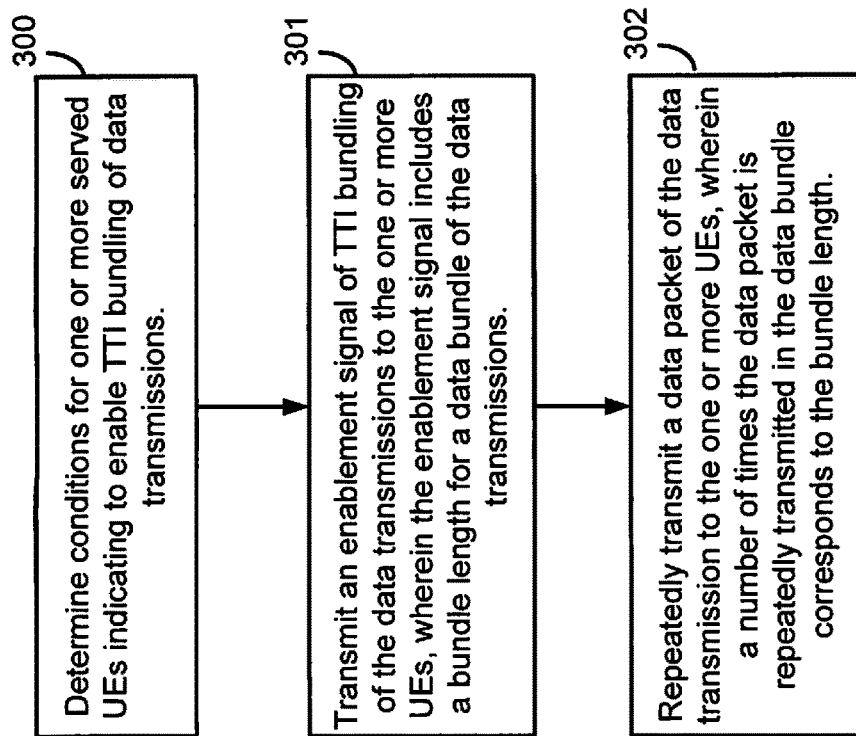 300
Determine conditions for one or more served
UEs indicating to enable TTI bundling of data
transmissions.
301
Transmit an enablement signal of TTI bundling
of the data transmissions to the one or more
UEs, wherein the enablement signal includes
a bundle length for a data bundle of the data
transmissions.
302
Repeatedly transmit a data packet of the data
transmission to the one or more UEs, wherein
a number of times the data packet is
repeatedly transmitted in the data bundle
corresponds to the bundle length.